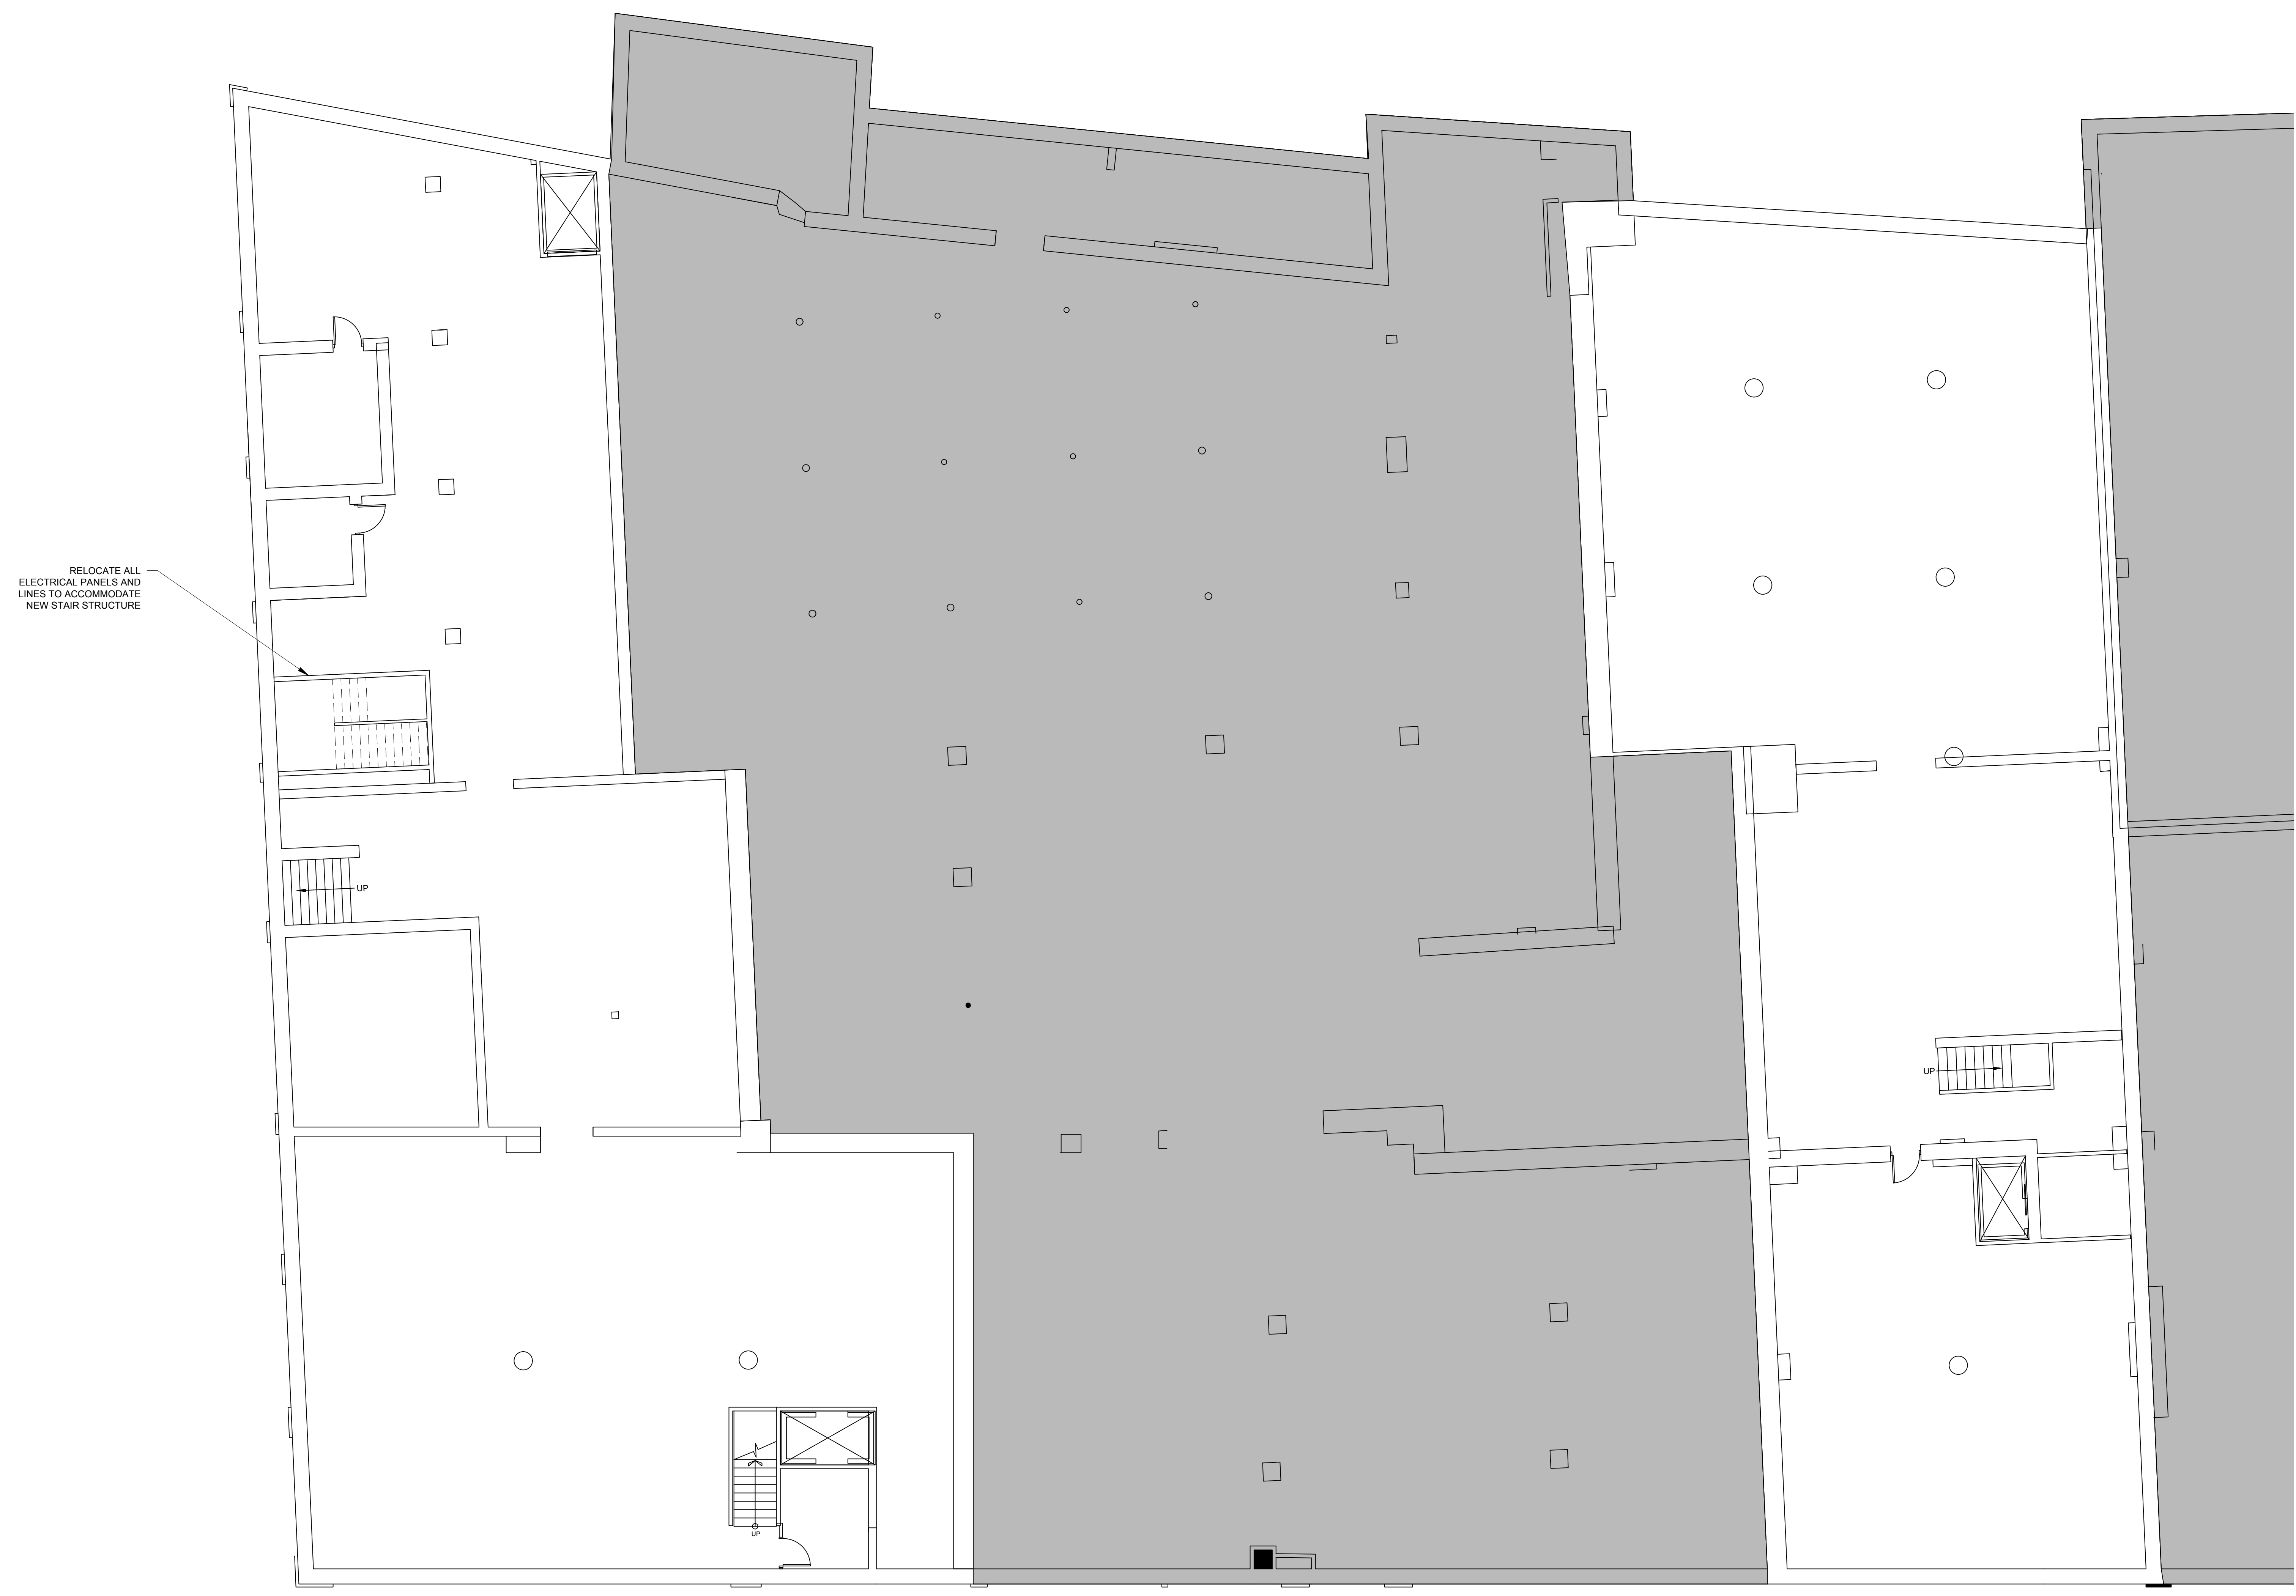 RELOCATE ALL
ELECTRICAL PANELS AND
LINES TO ACCOMMODATE
NEW STAIR STRUCTURE
UP
UP
UP